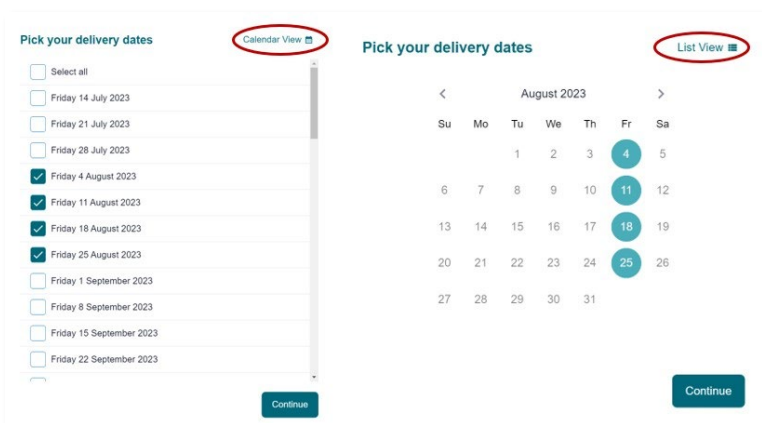 Pick your delivery dates
Calendar View
Select all
Friday 14 July 2023
Friday 21 July 2023
Friday 28 July 2023
Friday 4 August 2023
Friday 11 August 2023
Friday 18 August 2023
Friday 25 August 2023
Friday 1 September 2023
Friday 8 September 2023
Friday 15 September 2023
Friday 22 September 2023
Continue
Pick your delivery dates
List View
August 2023
Su Mo Tu We Th Fr Sa
1 2 3 4 5
6 7 8 9 10 11 12
13 14 15 16 17 18 19
20 21 22 23 24 25 26
27 28 29 30 31
Continue